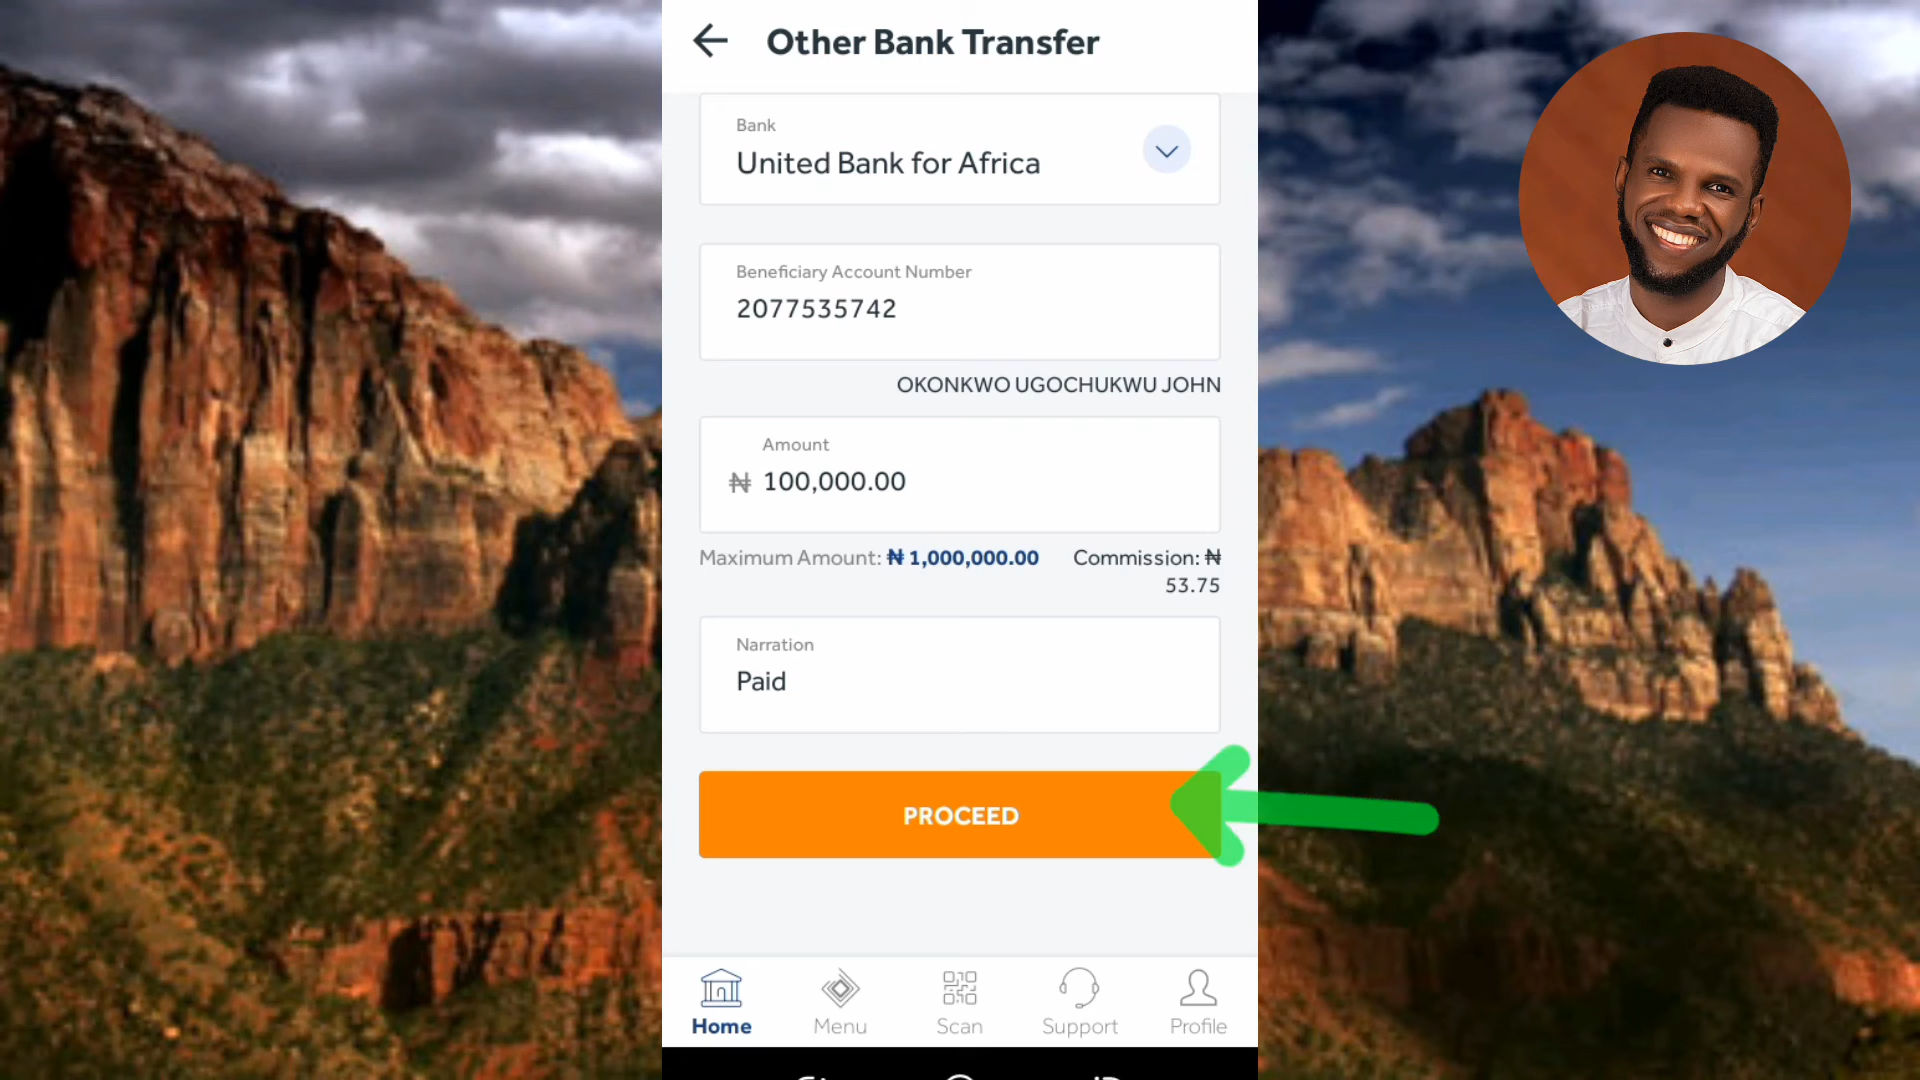 Other Bank Transfer
Bank
United Bank for Africa
Beneficiary Account Number
2077535742
OKONKWO UGOCHUKWU JOHN
Amount
₦ 100,000.00
Maximum Amount: ₦ 1,000,000.00
Commission: ₦
53.75
Narration
Paid
PROCEED
Home
Menu
Scan
Support
Profile